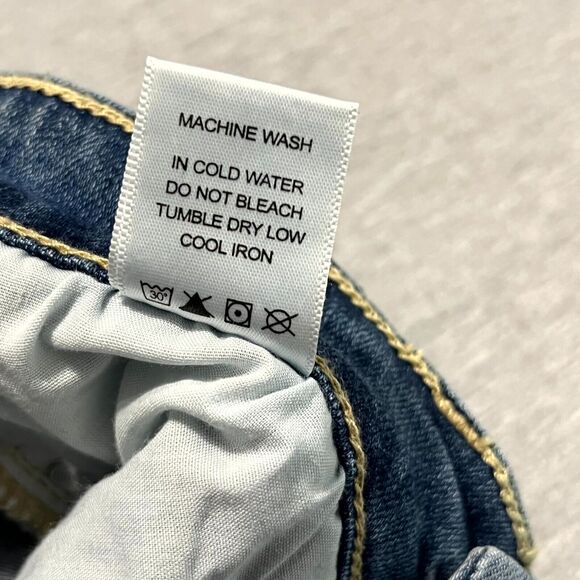 MACHINE WASH
IN COLD WATER
DO NOT BLEACH
TUMBLE DRY LOW
COOL IRON
30°